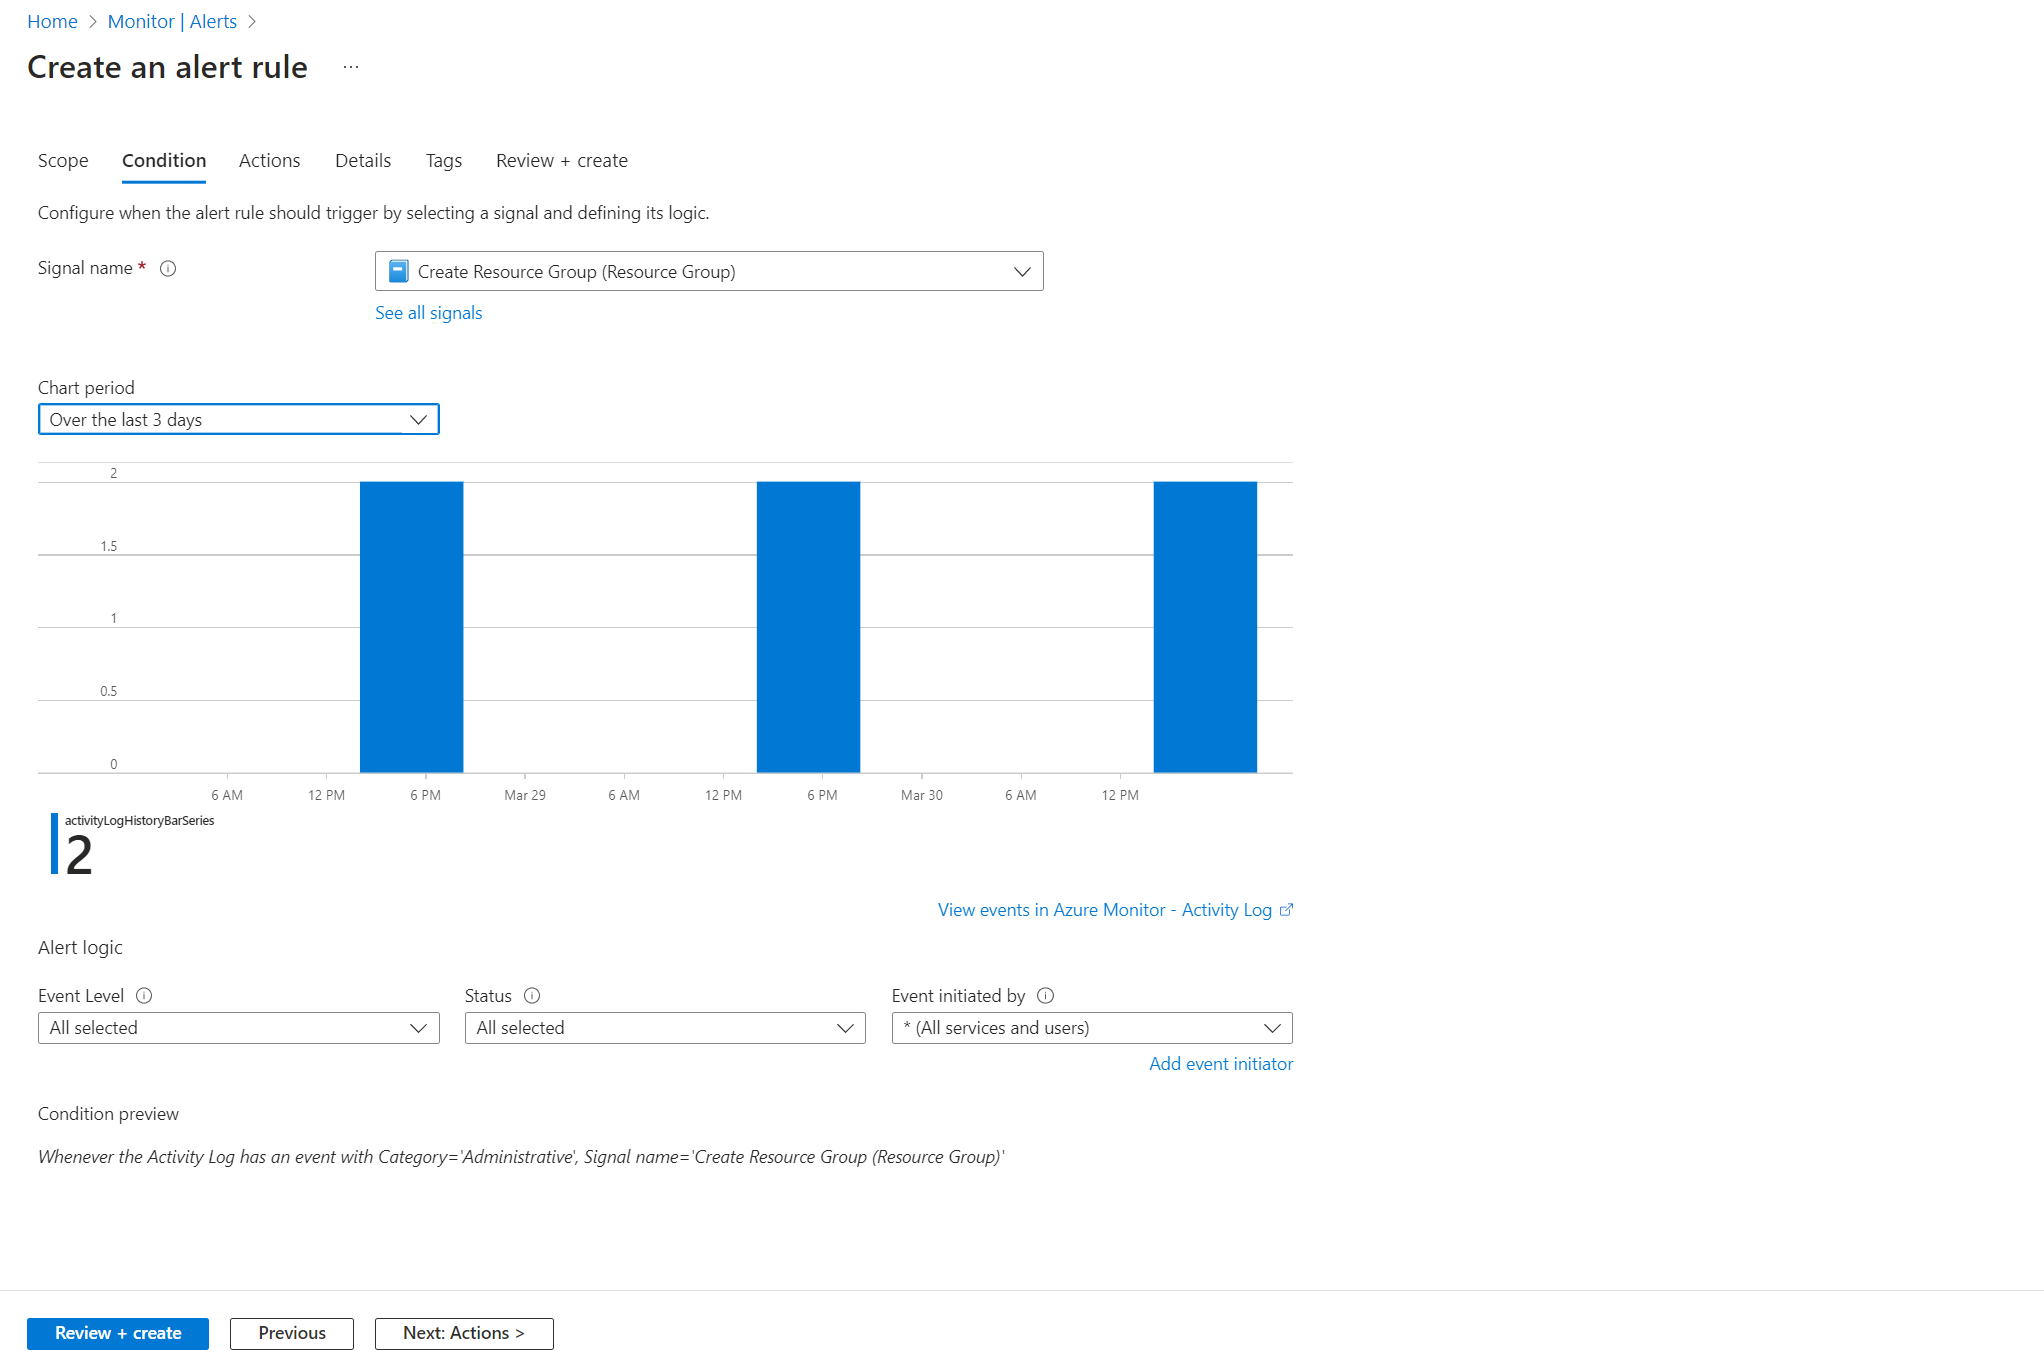 Home > Monitor | Alerts >
Create an alert rule ...
Scope Condition Actions Details Tags Review + create
Configure when the alert rule should trigger by selecting a signal and defining its logic.
Signal name *
Create Resource Group (Resource Group)
See all signals
Chart period
Over the last 3 days
2
1.5
1
0.5
0
6 AM 12 PM 6 PM Mar 29 6 AM 12 PM 6 PM Mar 30 6 AM 12 PM
activityLogHistoryBarSeries
2
View events in Azure Monitor - Activity Log
Alert logic
Event Level Status Event initiated by
All selected All selected * (All services and users)
Add event initiator
Condition preview
Whenever the Activity Log has an event with Category='Administrative', Signal name='Create Resource Group (Resource Group)'
Review + create Previous Next: Actions >